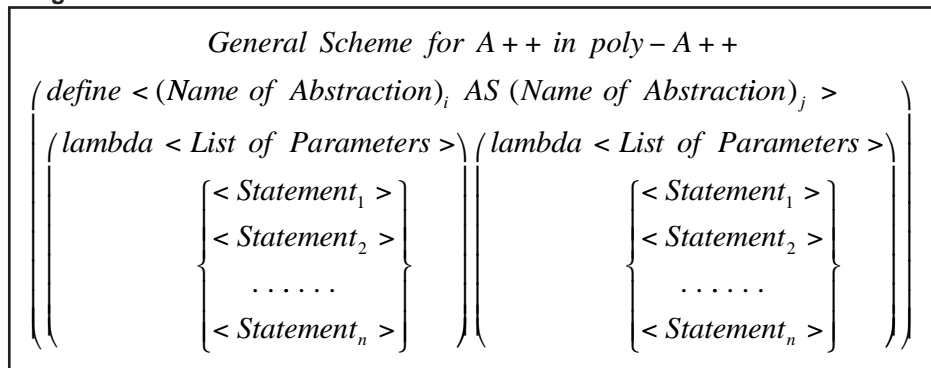 General Scheme for A + + in poly – A + +
( define < (Name of Abstraction)i AS (Name of Abstraction)j >
( lambda < List of Parameters > ) ( lambda < List of Parameters > )
{ < Statement1 > } { < Statement1 > }
< Statement2 > < Statement2 >
. . . . . . . . . . . .
< Statementn > < Statementn >